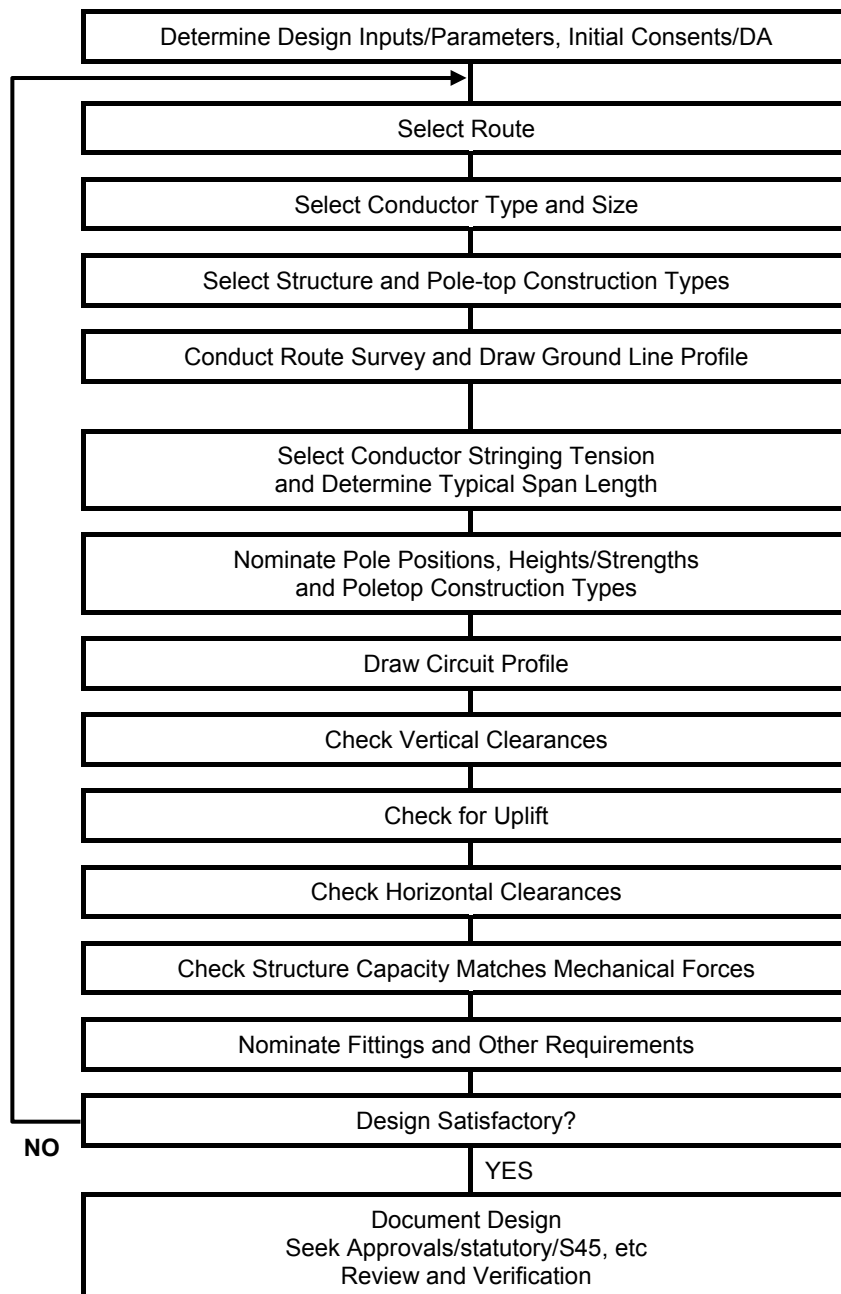 Determine Design Inputs/Parameters, Initial Consents/DA
Select Route
Select Conductor Type and Size
Select Structure and Pole-top Construction Types
Conduct Route Survey and Draw Ground Line Profile
Select Conductor Stringing Tension
and Determine Typical Span Length
Nominate Pole Positions, Heights/Strengths
and Poletop Construction Types
Draw Circuit Profile
Check Vertical Clearances
Check for Uplift
Check Horizontal Clearances
Check Structure Capacity Matches Mechanical Forces
Nominate Fittings and Other Requirements
Design Satisfactory?
NO
YES
Document Design
Seek Approvals/statutory/S45, etc
Review and Verification